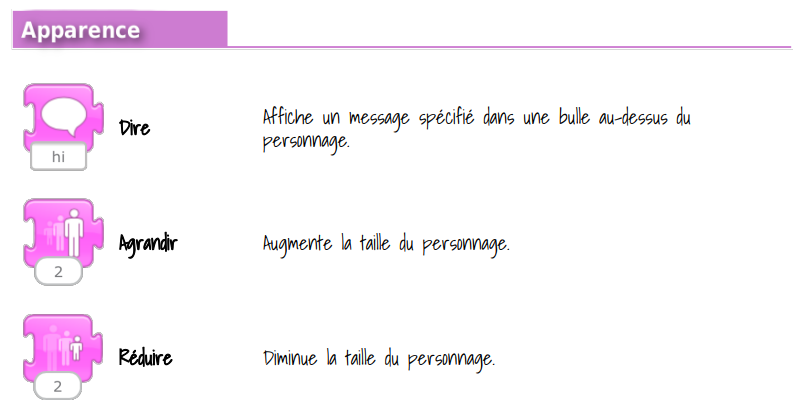 Apparence
Dire
Affiche un message spécifié dans une bulle au-dessus du
personnage.
hi
Agrandir
Augmente la taille du personnage.
2
Réduire
Diminue la taille du personnage.
2